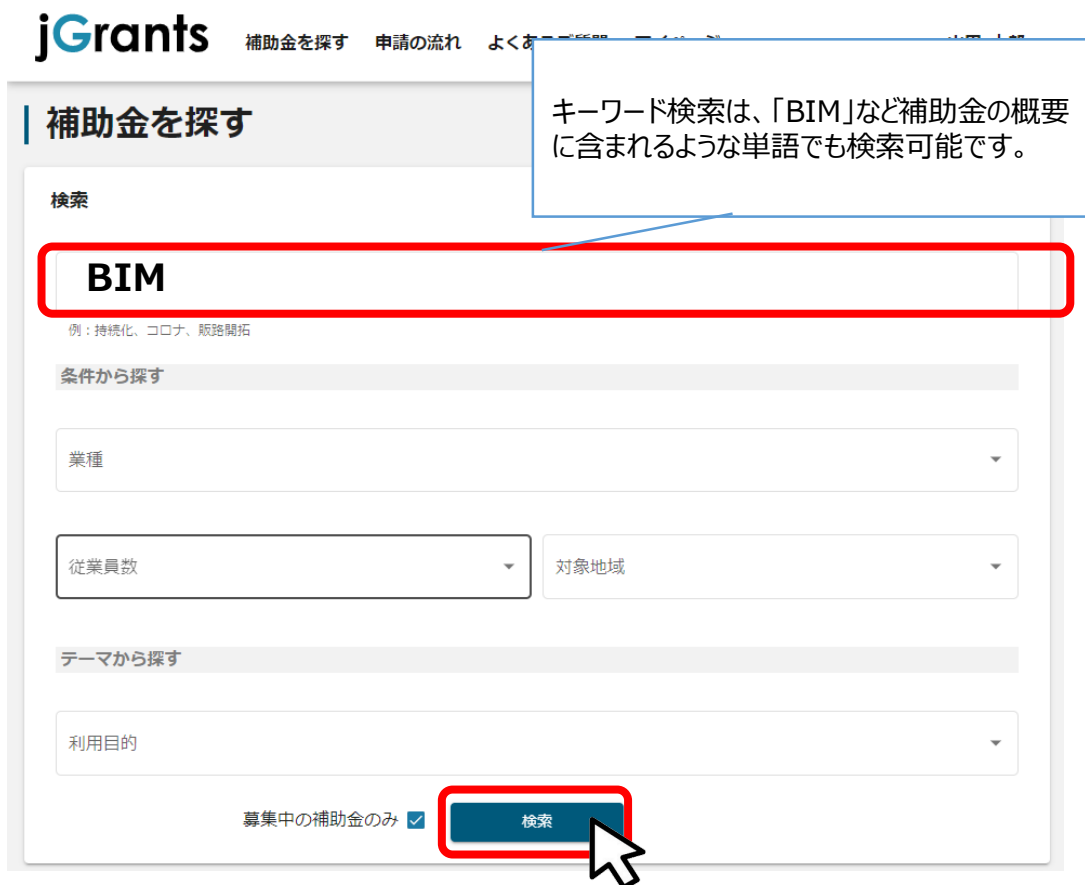 jGrants
補助金を探す 申請の流れ よくあ
キーワード検索は、「BIM」など補助金の概要
に含まれるような単語でも検索可能です。
補助金を探す
検索
BIM
例：持続化、コロナ、販路開拓
条件から探す
業種
従業員数 対象地域
テーマから探す
利用目的
募集中の補助金のみ 検索